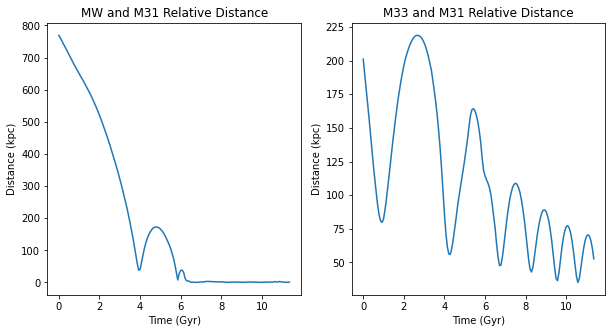 MW and M31 Relative Distance
800
700
600
500
400
300
200
100
0
Distance (kpc)
0 2 4 6 8 10
Time (Gyr)
M33 and M31 Relative Distance
225
200
175
150
125
100
75
50
Distance (kpc)
0 2 4 6 8 10
Time (Gyr)